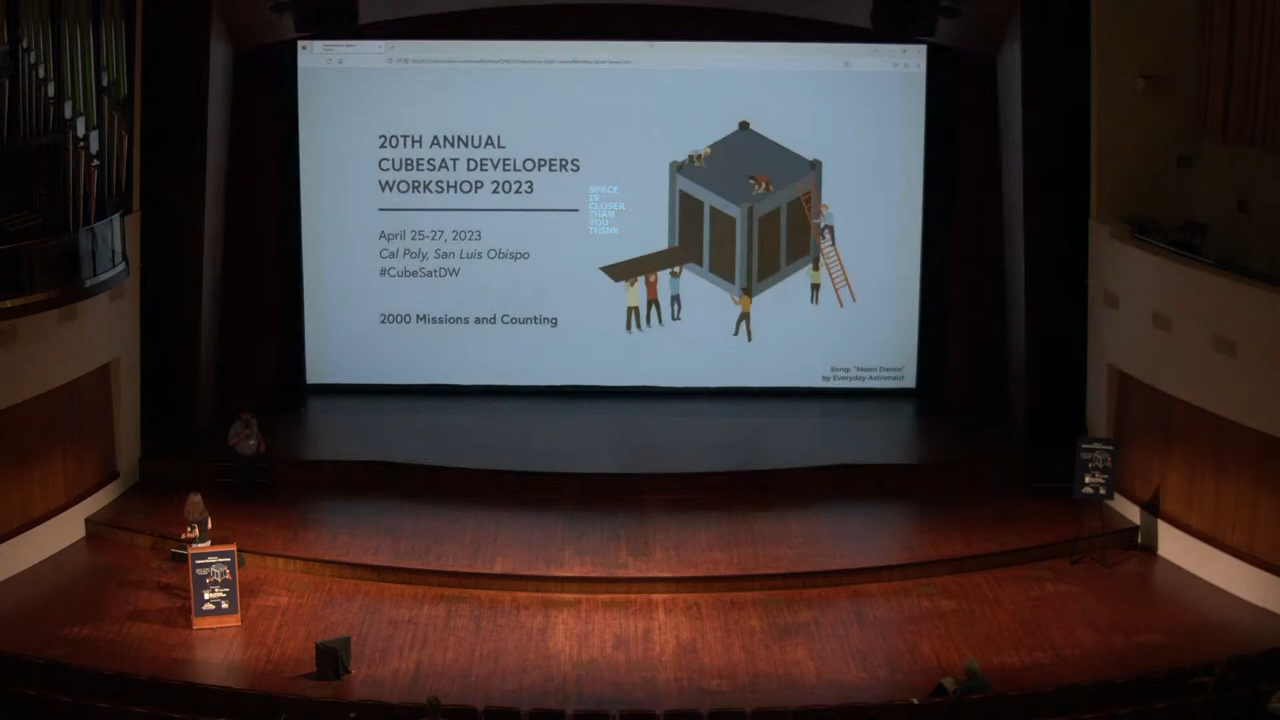 20TH ANNUAL
CUBESAT DEVELOPERS
WORKSHOP 2023
April 25-27, 2023
Cal Poly, San Luis Obispo
#CubeSatDW
2000 Missions and Counting
SPACE
IS
CLOSER
THAN
YOU
THINK
Song: "Moon Dance"
by Everyday Astronaut